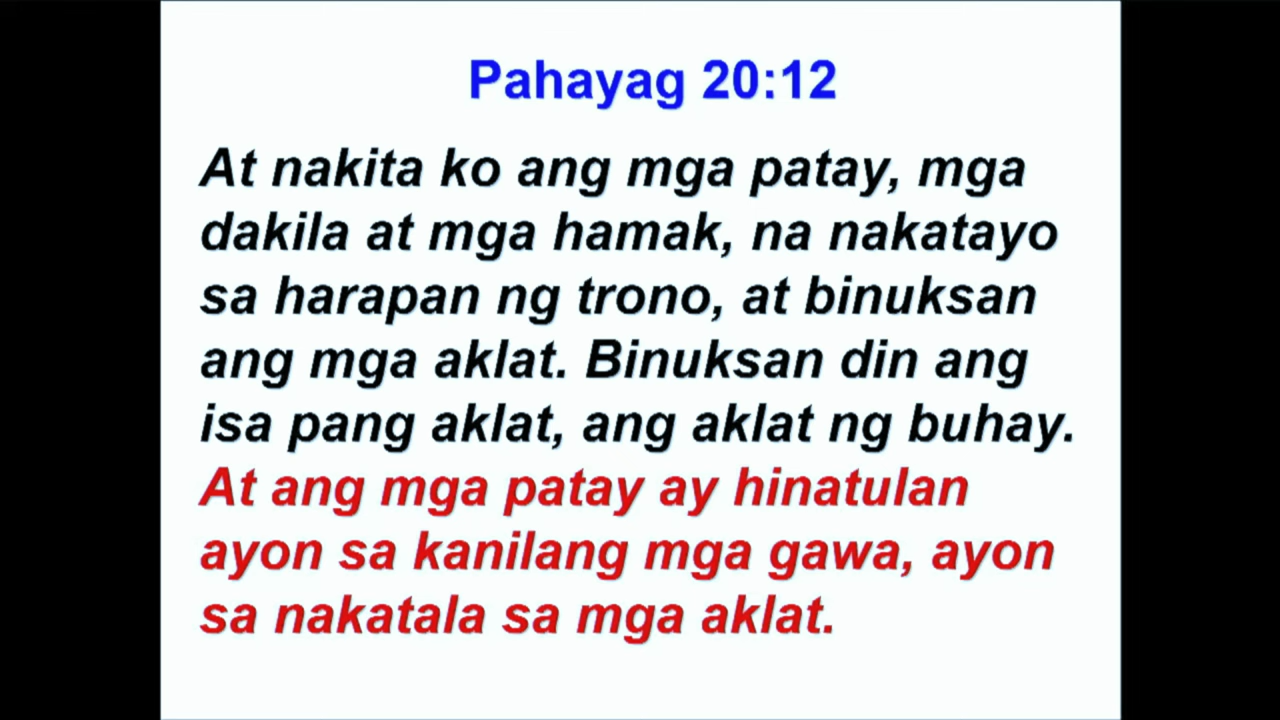 Pahayag 20:12
At nakita ko ang mga patay, mga
dakila at mga hamak, na nakatayo
sa harapan ng trono, at binuksan
ang mga aklat. Binuksan din ang
isa pang aklat, ang aklat ng buhay.
At ang mga patay ay hinatulan
ayon sa kanilang mga gawa, ayon
sa nakatala sa mga aklat.